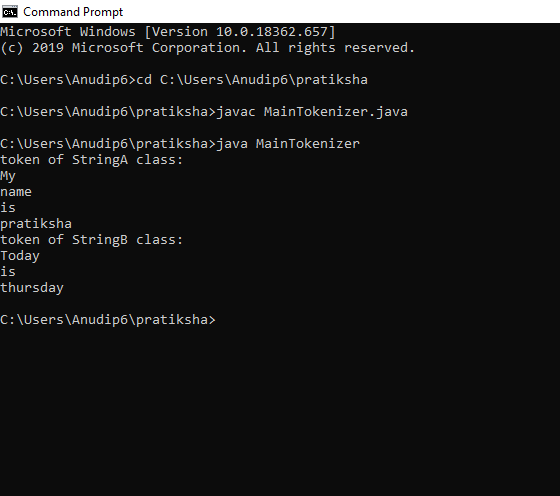 Command Prompt
Microsoft Windows [Version 10.0.18362.657]
(c) 2019 Microsoft Corporation. All rights reserved.
C:\Users\Anudip6>cd C:\Users\Anudip6\pratiksha
C:\Users\Anudip6\pratiksha>javac MainTokenizer.java
C:\Users\Anudip6\pratiksha>java MainTokenizer
token of StringA class:
My
name
is
pratiksha
token of StringB class:
Today
is
thursday
C:\Users\Anudip6\pratiksha>